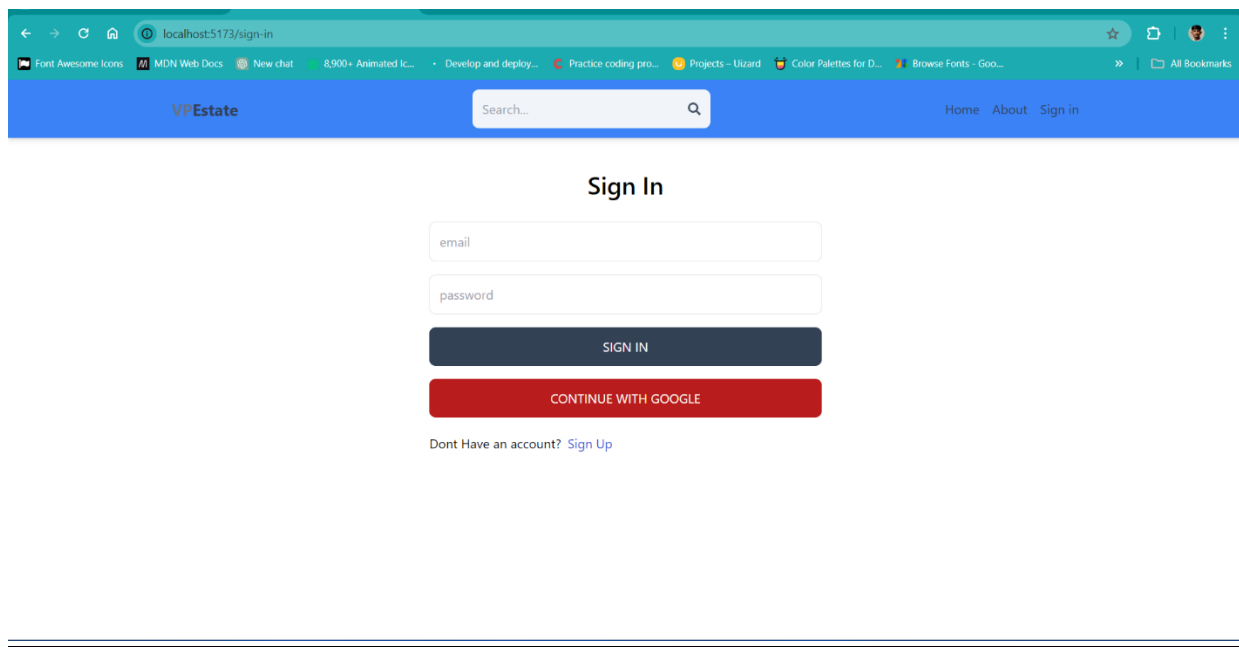 localhost:5173/sign-in
Font Awesome Icons MDN Web Docs New chat 8,900+ Animated Ic... Develop and deploy... Practice coding pro... Projects – Uizard Color Palettes for D... Browse Fonts - Goo... » All Bookmarks
VPEstate Search... Home About Sign in
Sign In
email
password
SIGN IN
CONTINUE WITH GOOGLE
Dont Have an account? Sign Up